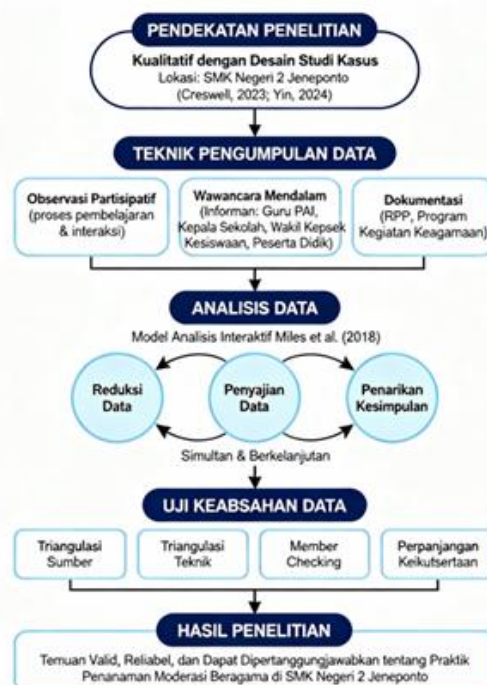 PENDEKATAN PENELITIAN
Kualitatif dengan Desain Studi Kasus
Lokasi: SMK Negeri 2 Jeneponto
(Creswell, 2023; Yin, 2024)
TEKNIK PENGUMPULAN DATA
Observasi Partisipatif
(proses pembelajaran
& interaksi)
Wawancara Mendalam
(Informan: Guru PAI,
Kepala Sekolah, Wakil Kepsek
Kesiswaan, Peserta Didik)
Dokumentasi
(RPP, Program
Kegiatan Keagamaan)
ANALISIS DATA
Model Analisis Interaktif Miles et al. (2018)
Reduksi
Data
Penyajian
Data
Penarikan
Kesimpulan
Simultan & Berkelanjutan
UJI KEABSAHAN DATA
Triangulasi
Sumber
Triangulasi
Teknik
Member
Checking
Perpanjangan
Keikutsertaan
HASIL PENELITIAN
Temuan Valid, Reliabel, dan Dapat Dipertanggungjawabkan tentang Praktik
Penanaman Moderasi Beragama di SMK Negeri 2 Jeneponto